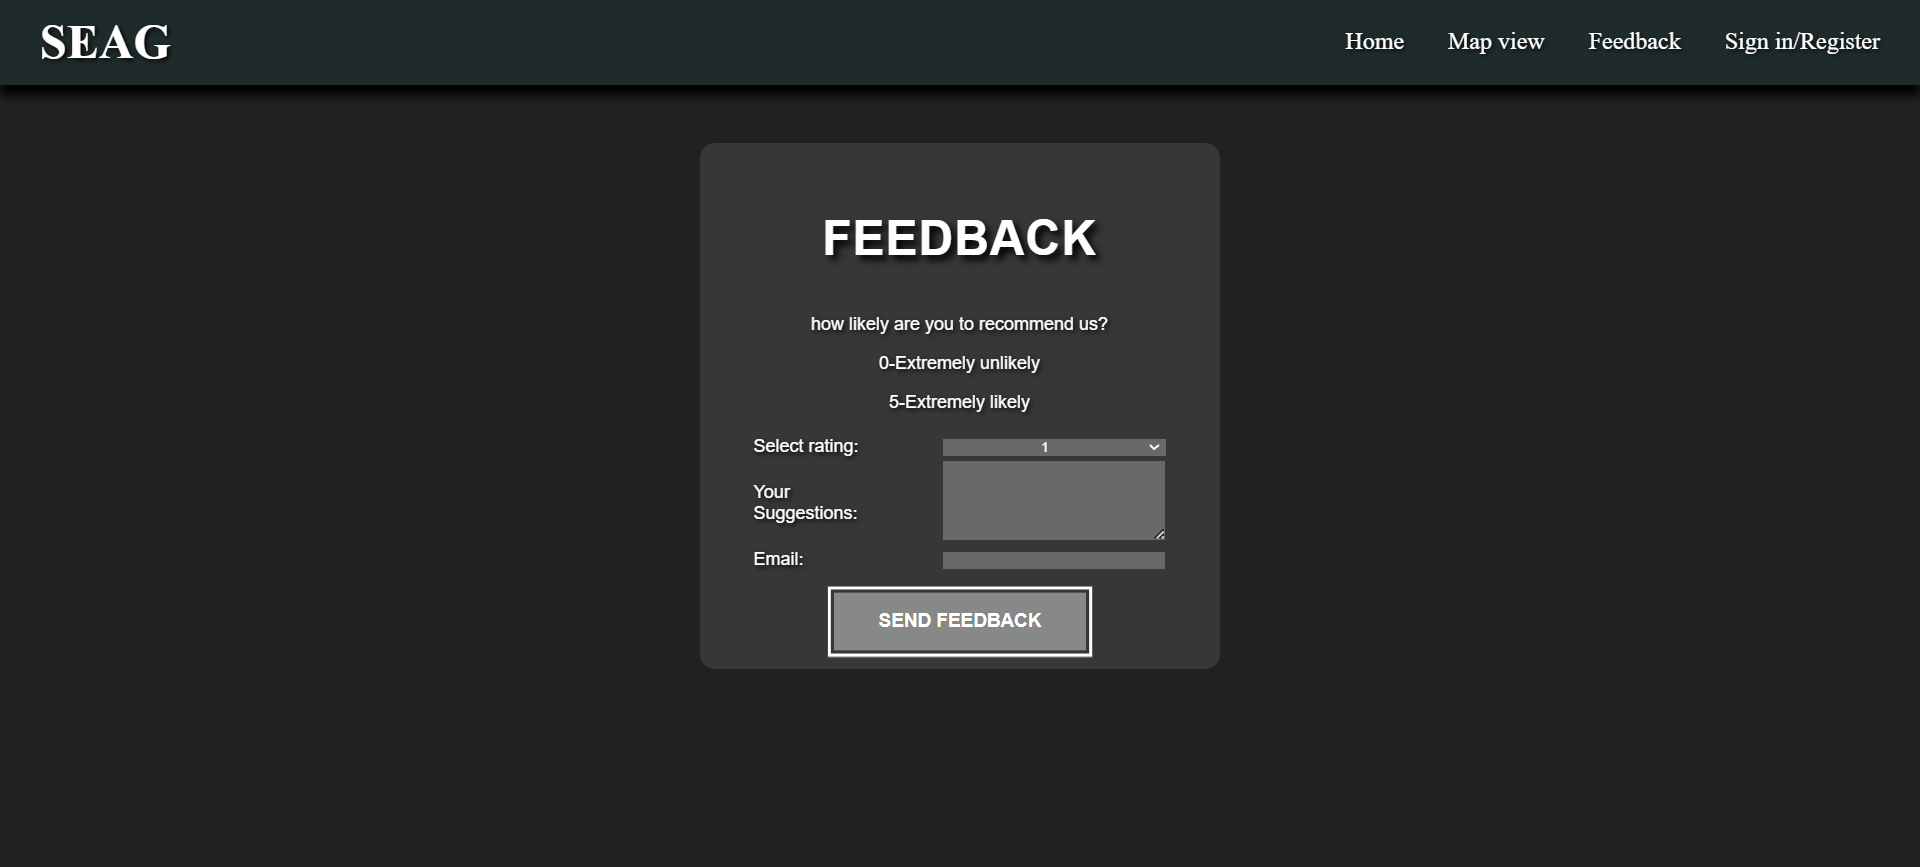 SEAG
Home
Map view
Feedback
Sign in/Register
FEEDBACK
how likely are you to recommend us?
0-Extremely unlikely
5-Extremely likely
Select rating:
1
Your
Suggestions:
Email:
SEND FEEDBACK